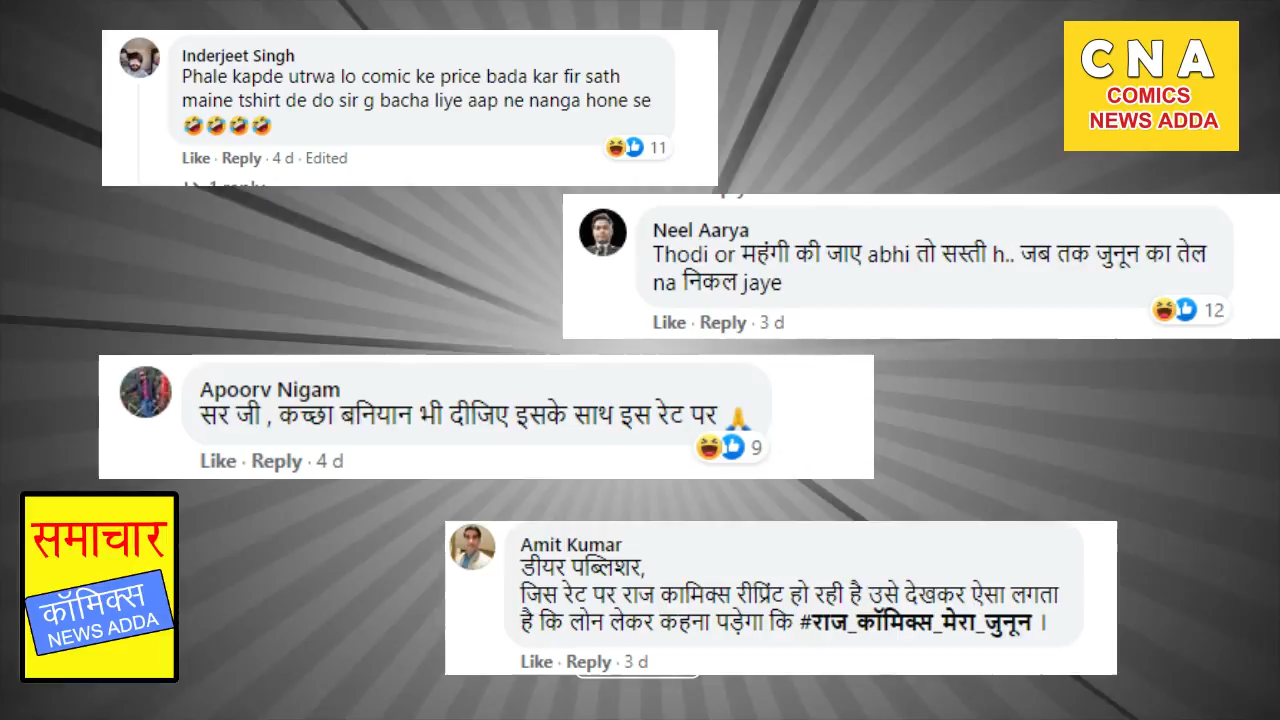 Inderjeet Singh
Phale kapde utrwa lo comic ke price bada kar fir sath
maine tshirt de do sir g bacha liye aap ne nanga hone se
🤣🤣🤣🤣
11
Like · Reply · 4 d · Edited
1 reply
C N A
COMICS
NEWS ADDA
Neel Aarya
Thodi or महंगी की जाए abhi तो सस्ती h.. जब तक जुनून का तेल
na निकल jaye
12
Like · Reply · 3 d
Apoorv Nigam
सर जी , कच्छा बनियान भी दीजिए इसके साथ इस रेट पर 🙏
9
Like · Reply · 4 d
समाचार
कॉमिक्स
NEWS ADDA
Amit Kumar
डीयर पब्लिशर,
जिस रेट पर राज कामिक्स रीप्रिंट हो रही है उसे देखकर ऐसा लगता
है कि लोन लेकर कहना पड़ेगा कि #राज_कॉमिक्स_मेरा_जुनून ।
Like · Reply · 3 d